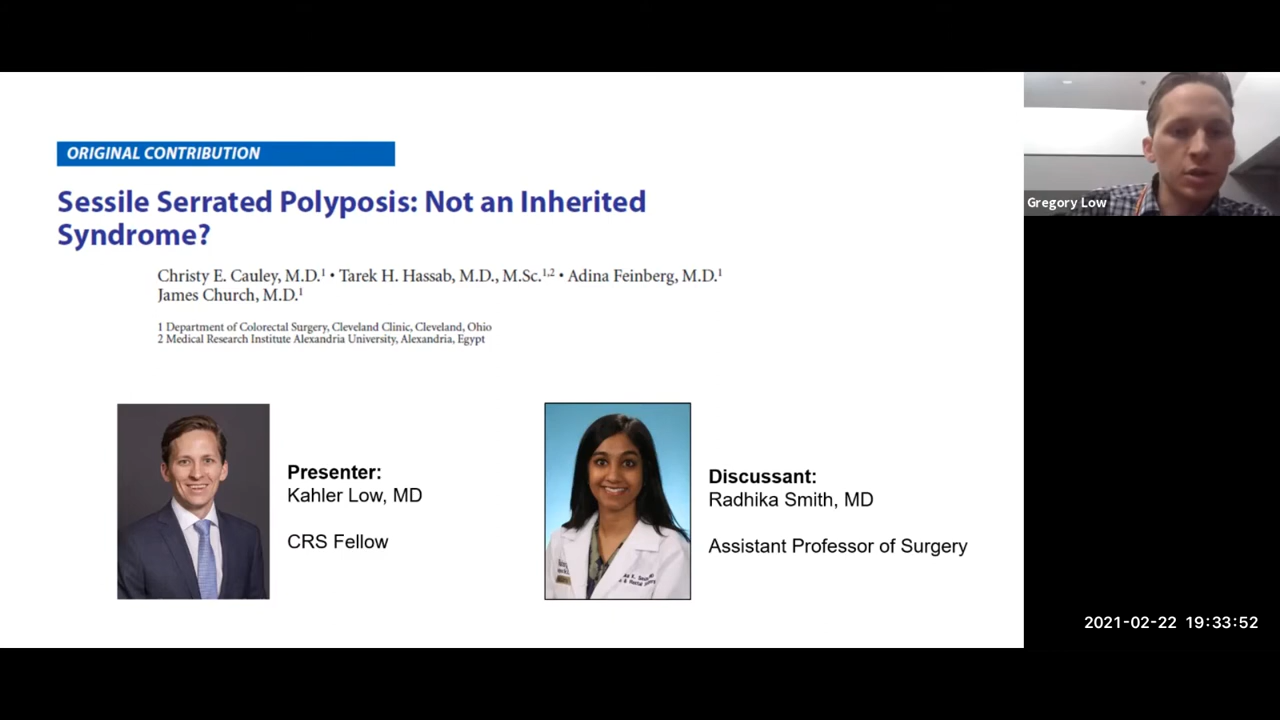 ORIGINAL CONTRIBUTION
Sessile Serrated Polyposis: Not an Inherited
Syndrome?
Christy E. Cauley, M.D.¹ • Tarek H. Hassab, M.D., M.Sc.¹,² • Adina Feinberg, M.D.¹
James Church, M.D.¹
1 Department of Colorectal Surgery, Cleveland Clinic, Cleveland, Ohio
2 Medical Research Institute Alexandria University, Alexandria, Egypt
Presenter:
Kahler Low, MD
CRS Fellow
Discussant:
Radhika Smith, MD
Assistant Professor of Surgery
Gregory Low
2021-02-22 19:33:52